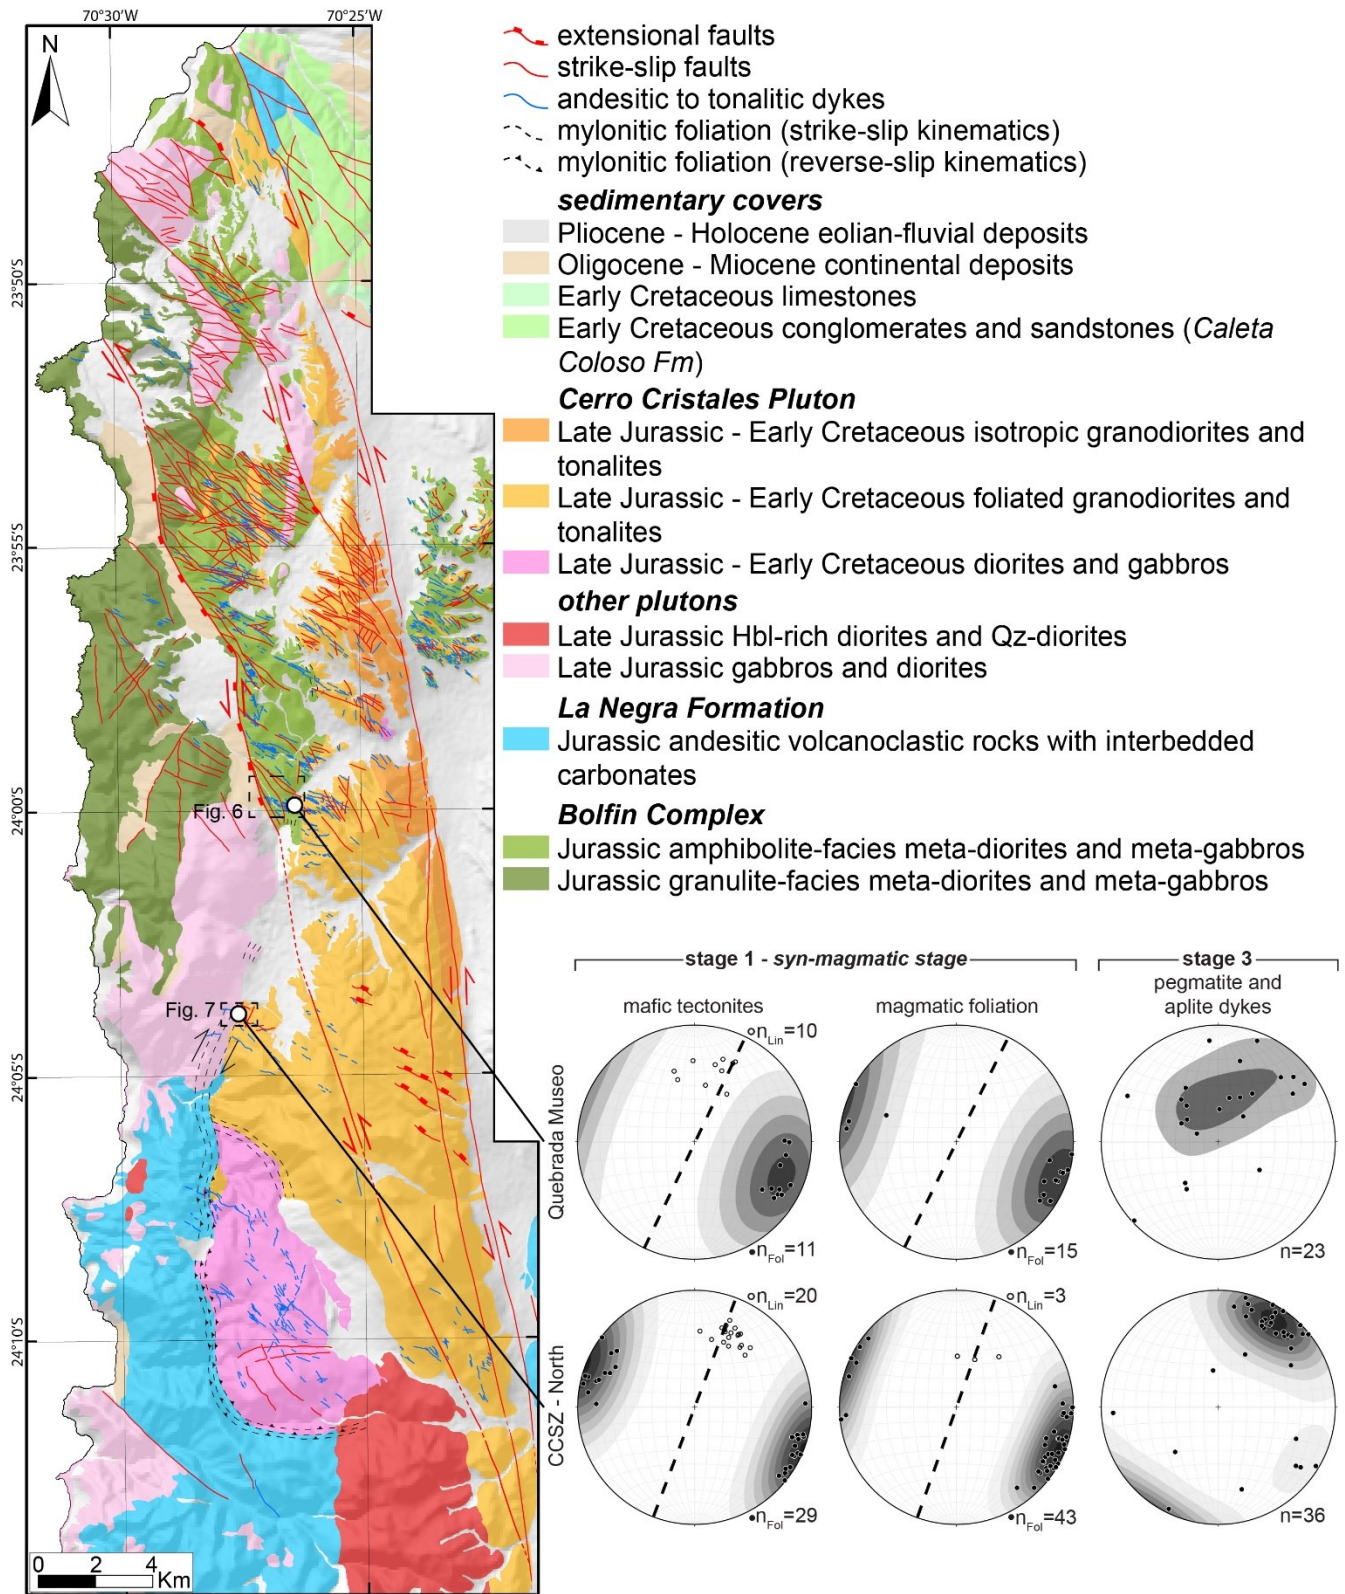 70°30'W
70°25'W
N
23°50'S
23°55'S
24°00'S
24°05'S
24°10'S
Fig. 6
Fig. 7
0 2 4
Km
extensional faults
strike-slip faults
andesitic to tonalitic dykes
mylonitic foliation (strike-slip kinematics)
mylonitic foliation (reverse-slip kinematics)
sedimentary covers
Pliocene - Holocene eolian-fluvial deposits
Oligocene - Miocene continental deposits
Early Cretaceous limestones
Early Cretaceous conglomerates and sandstones (Caleta
Coloso Fm)
Cerro Cristales Pluton
Late Jurassic - Early Cretaceous isotropic granodiorites and
tonalites
Late Jurassic - Early Cretaceous foliated granodiorites and
tonalites
Late Jurassic - Early Cretaceous diorites and gabbros
other plutons
Late Jurassic Hbl-rich diorites and Qz-diorites
Late Jurassic gabbros and diorites
La Negra Formation
Jurassic andesitic volcanoclastic rocks with interbedded
carbonates
Bolfin Complex
Jurassic amphibolite-facies meta-diorites and meta-gabbros
Jurassic granulite-facies meta-diorites and meta-gabbros
stage 1 - syn-magmatic stage
stage 3
mafic tectonites
magmatic foliation
pegmatite and
aplite dykes
Quebrada Museo
nLin=10
nFol=11
nFol=15
n=23
CCSZ - North
nLin=20
nFol=29
nLin=3
nFol=43
n=36